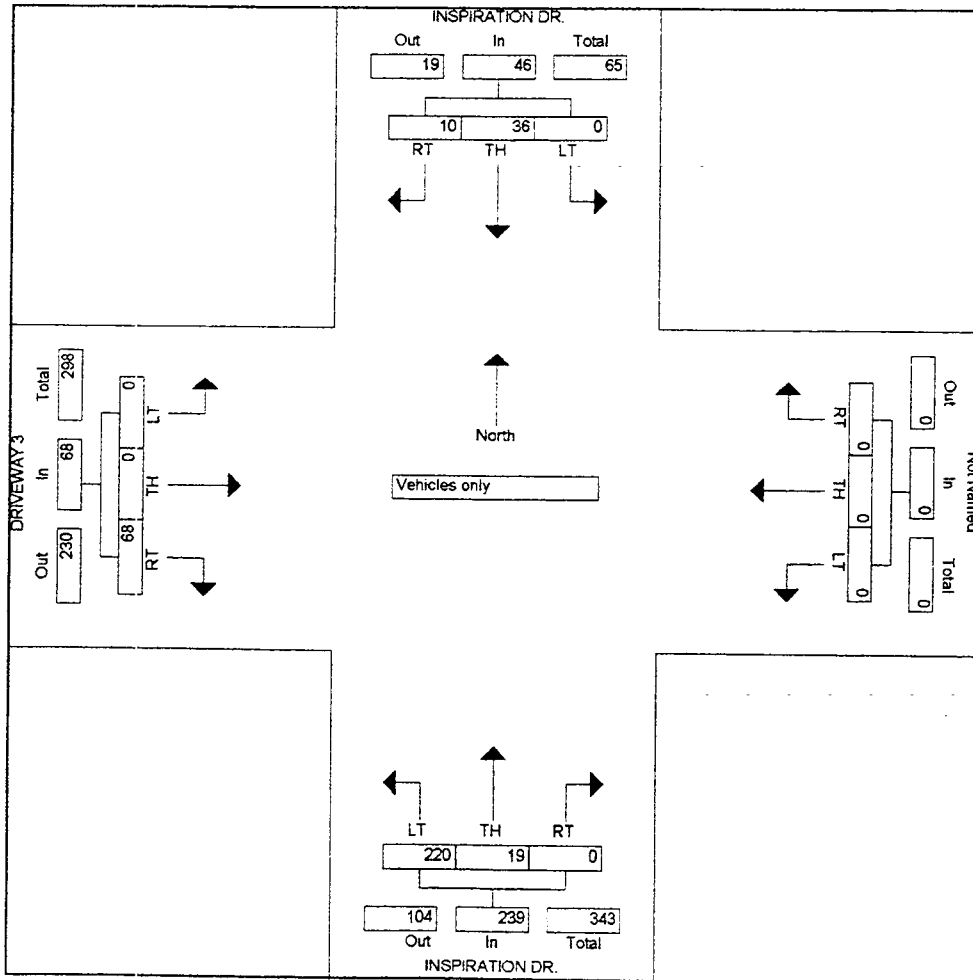 INSPIRATION DR.
Out In Total
19 46 65
10 36 0
RT TH LT
DRIVEWAY 3
Total In Out
298 68 230
0 0 68
LT TH RT
North
Vehicles only
RT TH LT
0 0 0
Out In Total
0 0 0
Not Named
LT TH RT
220 19 0
104 239 343
Out In Total
INSPIRATION DR.